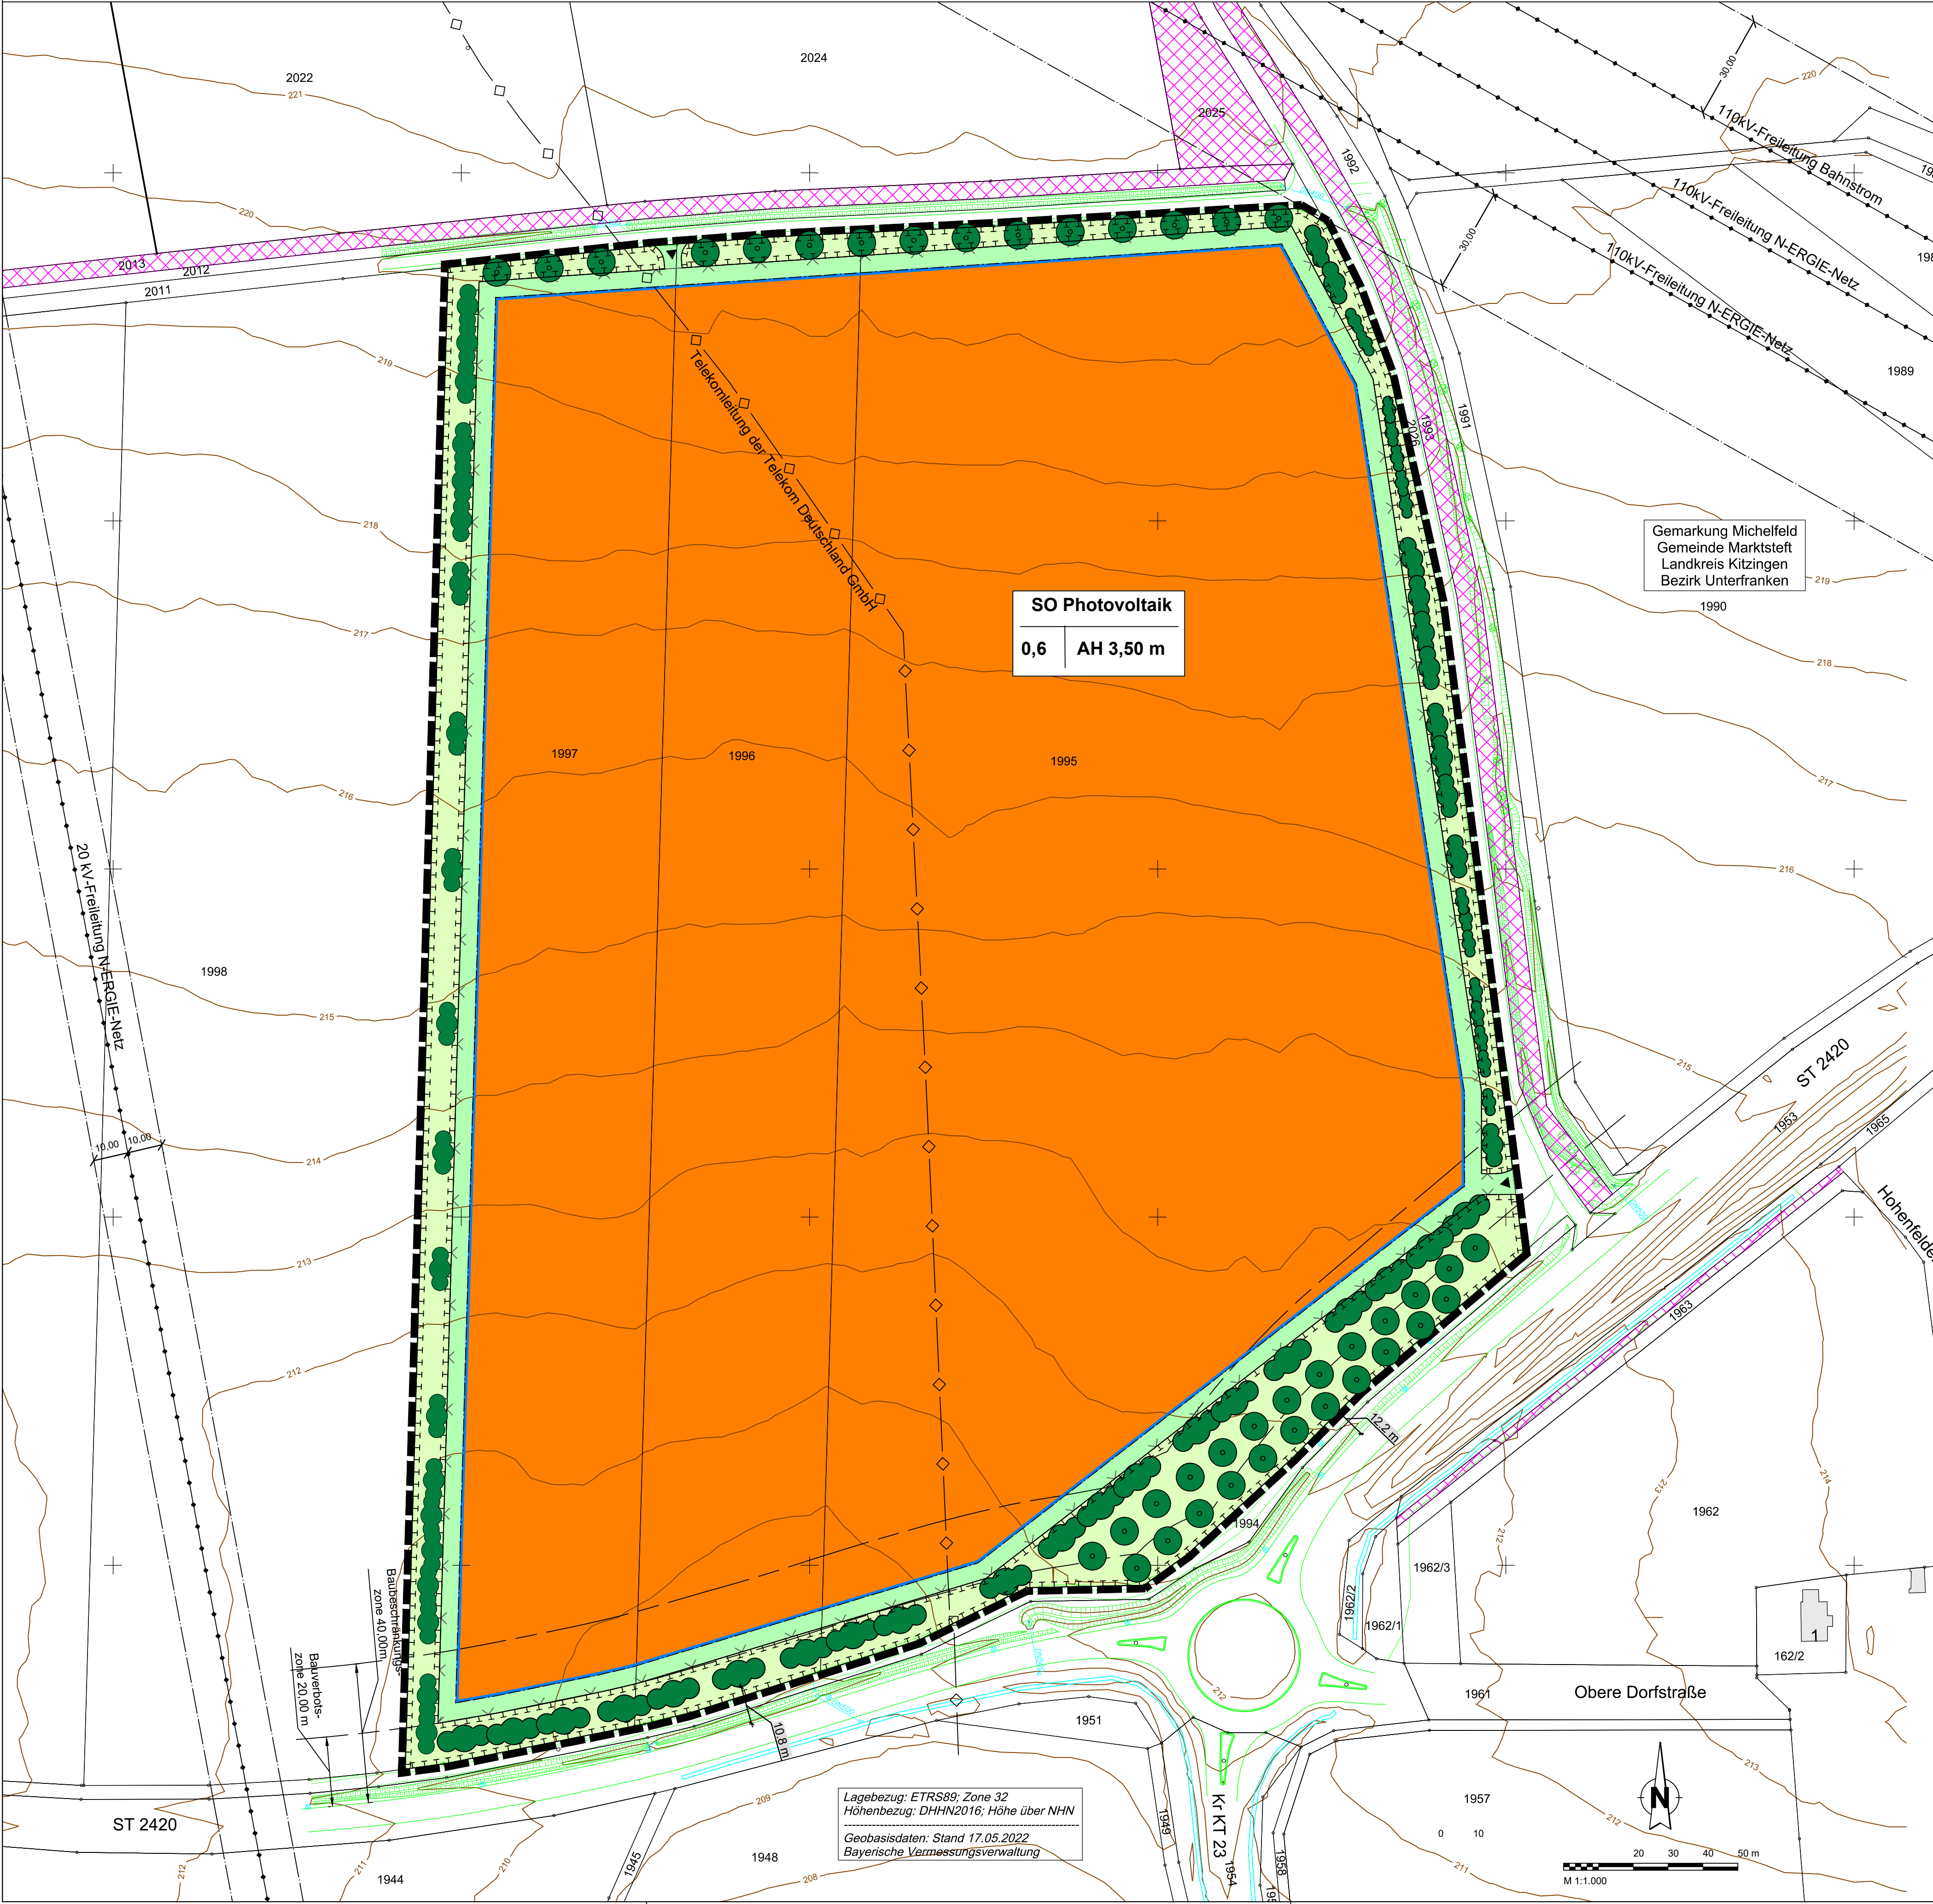 2022
2024
221
2025
220
30,00
220
110kV-Freileitung Bahnstrom
1992
110kV-Freileitung N-ERGIE-Netz
30,00
110kV-Freileitung N-ERGIE-Netz
2013
2012
2011
219
1989
Telekomleitung der Telekom Deutschland GmbH
1991
1993
2026
218
Gemarkung Michelfeld
Gemeinde Marktsteft
Landkreis Kitzingen
Bezirk Unterfranken
219
1990
SO Photovoltaik
0,6
AH 3,50 m
217
218
1997
1996
1995
216
217
20 kV-Freileitung N-ERGIE-Netz
216
1998
215
215
ST 2420
1953
1965
10,00
10,00
214
213
1963
212
12.2 m
213
214
1962
1994
212
1962/3
1962/2
1962/1
1
162/2
Baubeschränkungs-
zone 40,00m
Bauverbots-
zone 20,00 m
212
1961
Obere Dorfstraße
1951
10.8 m
213
N
Lagebezug: ETRS89; Zone 32
Höhenbezug: DHHN2016; Höhe über NHN
Geobasisdaten: Stand 17.05.2022
Bayerische Vermessungsverwaltung
209
1957
212
ST 2420
Kr KT 23
1949
0 10
20 30 40 50 m
M 1:1.000
1948
1945
1944
1954
1958
212
211
210
208
211